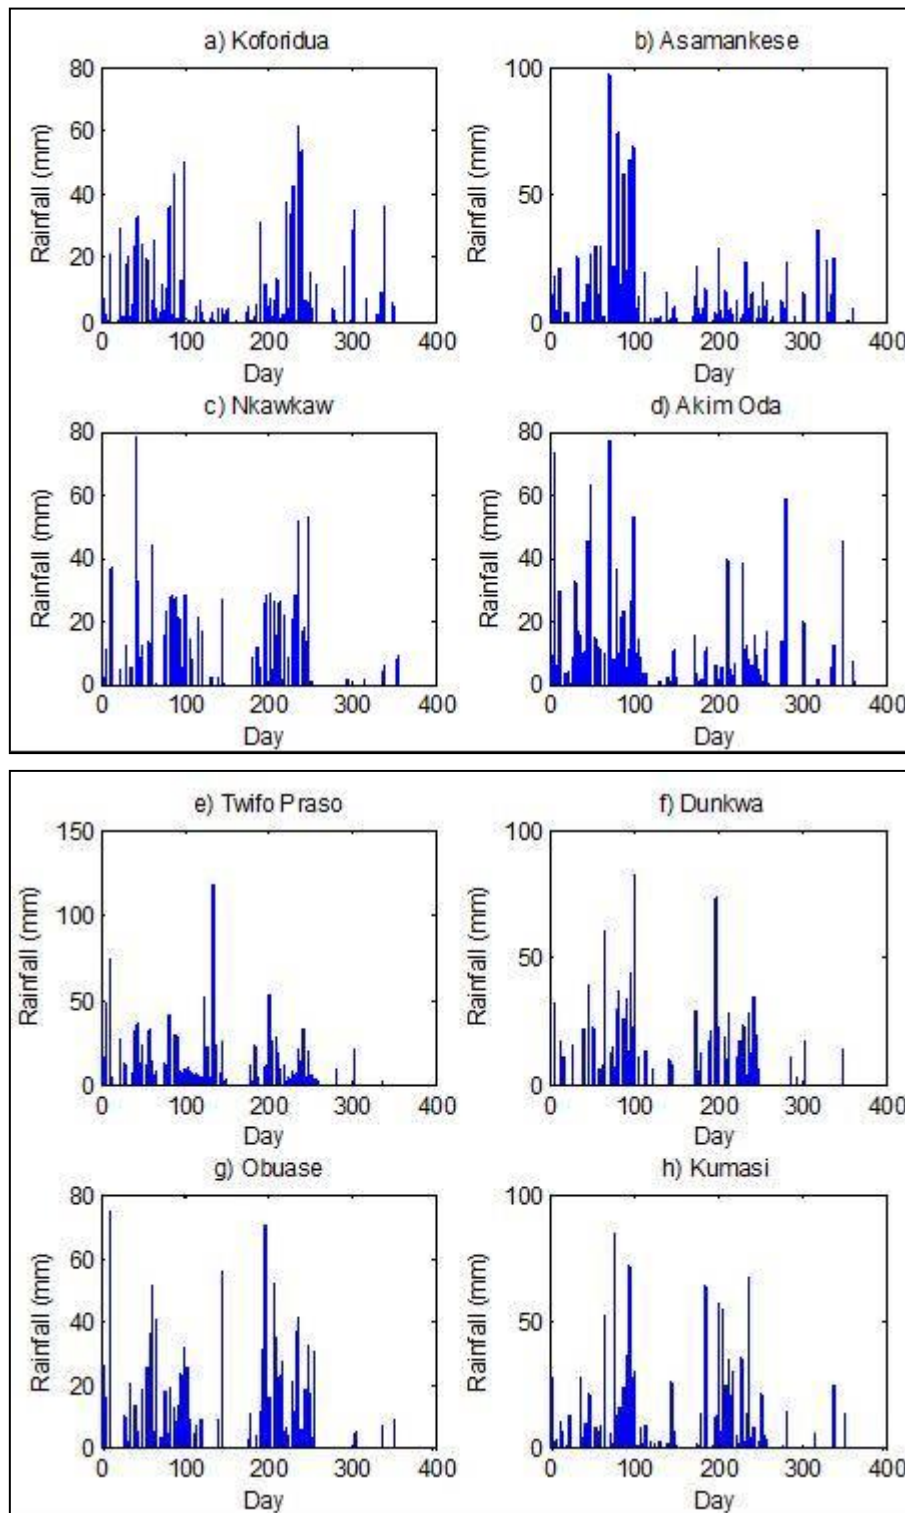 a) Koforidua
80
60
40
20
0
Rainfall (mm)
0 100 200 300 400
Day
b) Asamankese
100
50
0
Rainfall (mm)
0 100 200 300 400
Day
c) Nkawkaw
80
60
40
20
0
Rainfall (mm)
0 100 200 300 400
Day
d) Akim Oda
80
60
40
20
0
Rainfall (mm)
0 100 200 300 400
Day
e) Twifo Praso
150
100
50
0
Rainfall (mm)
0 100 200 300 400
Day
f) Dunkwa
100
50
0
Rainfall (mm)
0 100 200 300 400
Day
g) Obuase
80
60
40
20
0
Rainfall (mm)
0 100 200 300 400
Day
h) Kumasi
100
50
0
Rainfall (mm)
0 100 200 300 400
Day